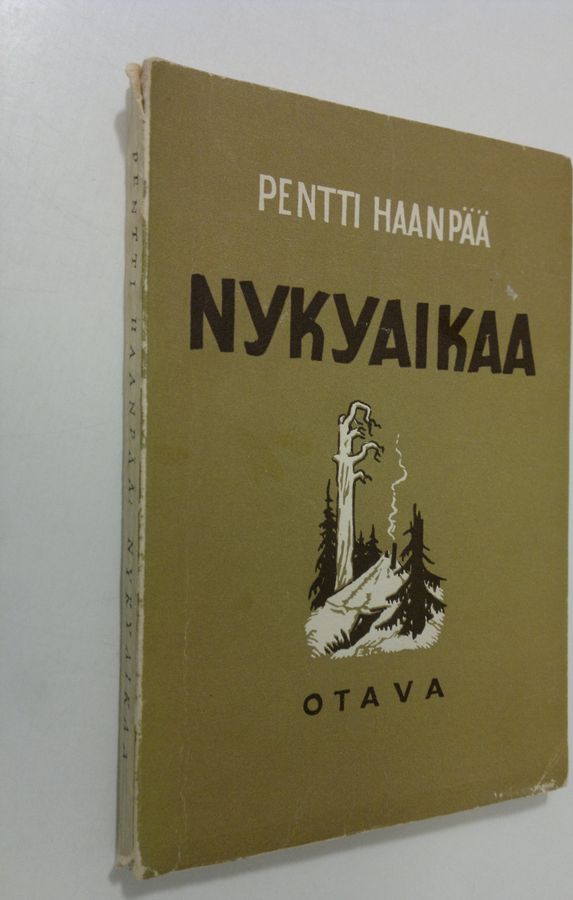 PENTTI HAANPÄÄ
NYKYAIKAA
E.T.
OTAVA
PENTTI HAANPÄÄ: NYKYAIKAA